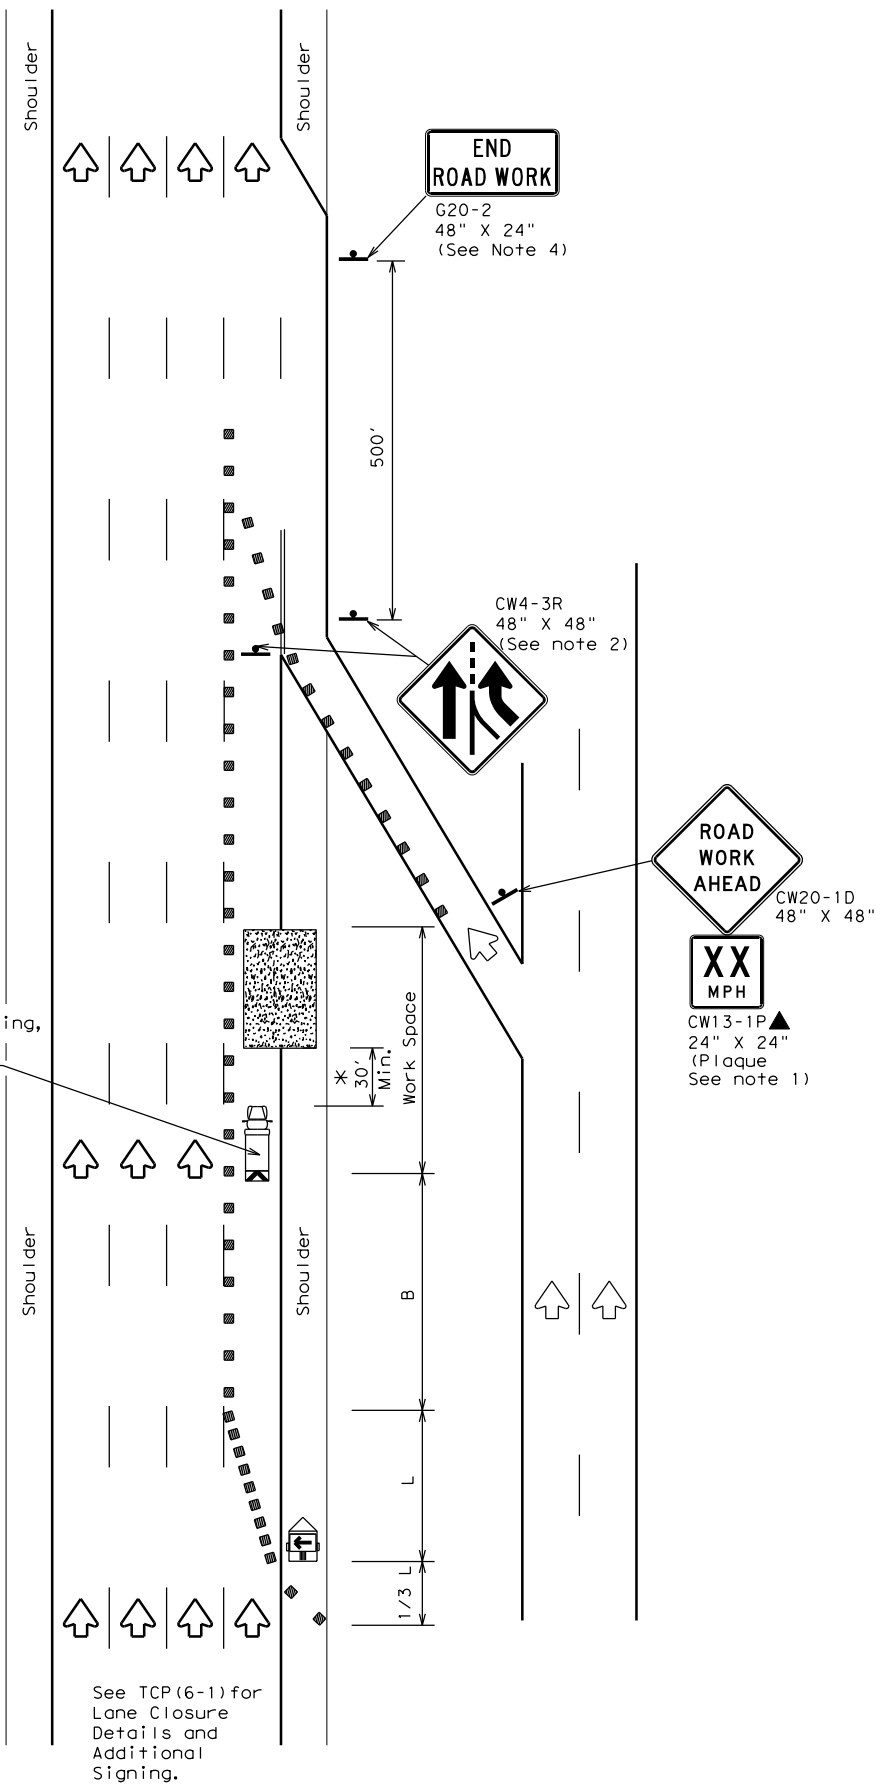 Shoulder
Shoulder
END
ROAD WORK
G20-2
48" X 24"
(See Note 4)
500'
CW4-3R
48" X 48"
(See note 2)
ROAD
WORK
AHEAD
CW20-1D
48" X 48"
XX
MPH
CW13-1P▲
24" X 24"
(Plaque
See note 1)
ing,
Work Space
* 30'
Min.
Shoulder
Shoulder
B
L
1/3 L
See TCP(6-1)for
Lane Closure
Details and
Additional
Signing.